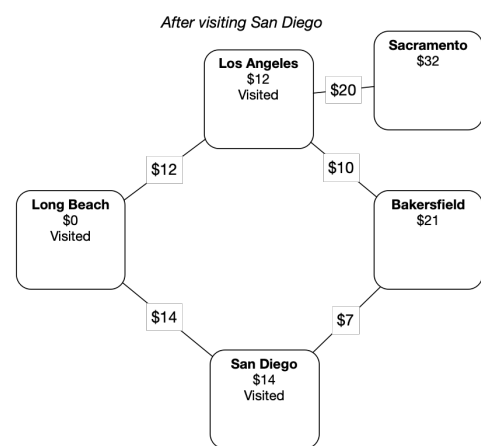 After visiting San Diego
Sacramento
$32
Los Angeles
$12
Visited
$20
$12
$10
Long Beach
$0
Visited
Bakersfield
$21
$14
$7
San Diego
$14
Visited